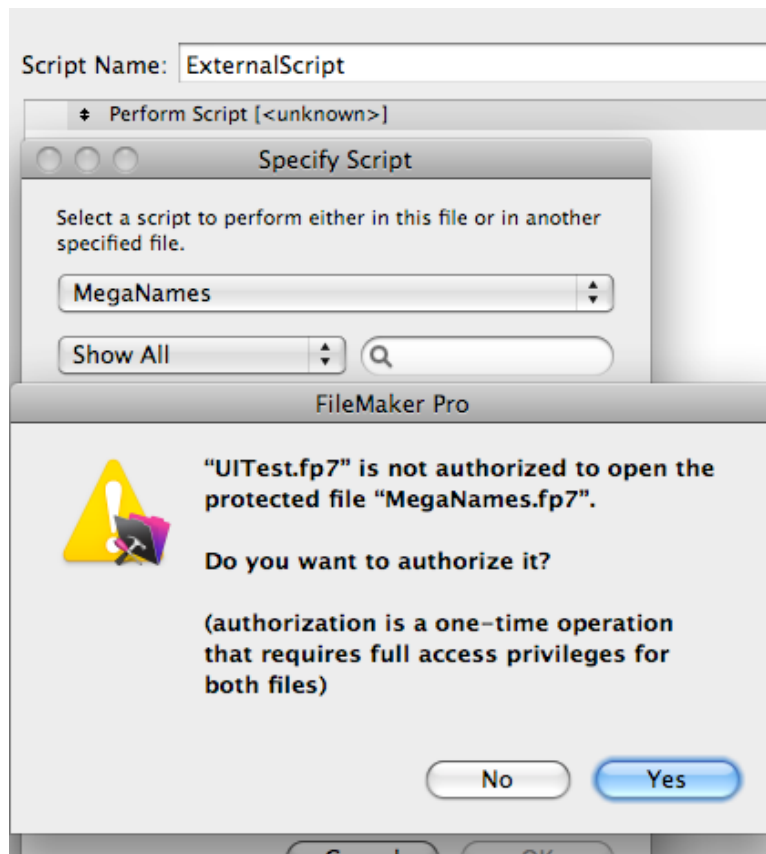 Script Name: ExternalScript
Perform Script [<unknown>]
Specify Script
Select a script to perform either in this file or in another
specified file.
MegaNames
Show All
FileMaker Pro
“UITest.fp7” is not authorized to open the
protected file “MegaNames.fp7”.
Do you want to authorize it?
(authorization is a one-time operation
that requires full access privileges for
both files)
No Yes